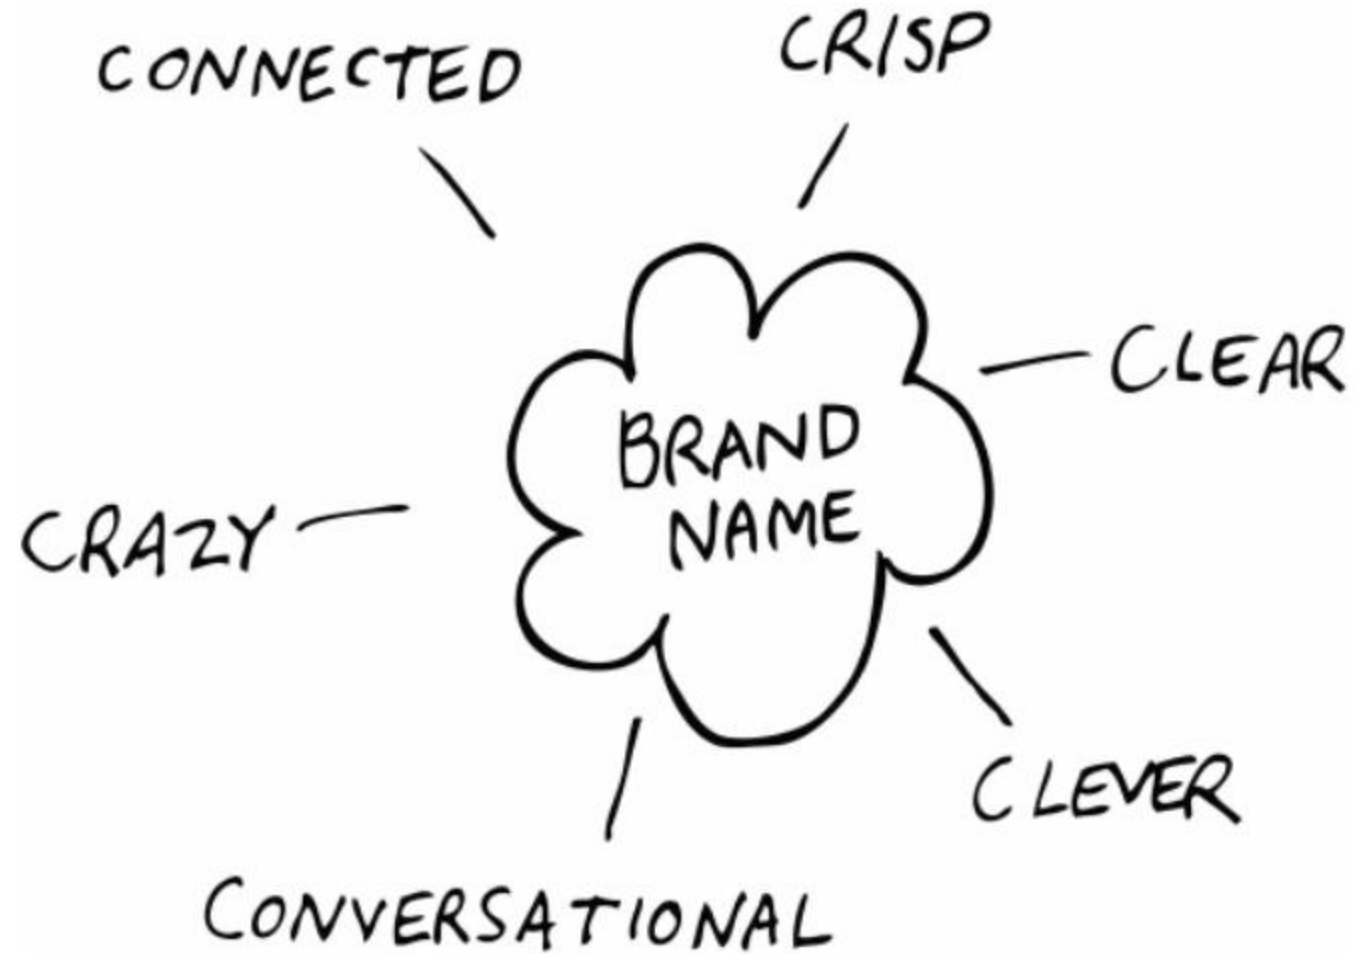 CONNECTED
CRISP
CLEAR
BRAND
NAME
CRAZY
CLEVER
CONVERSATIONAL